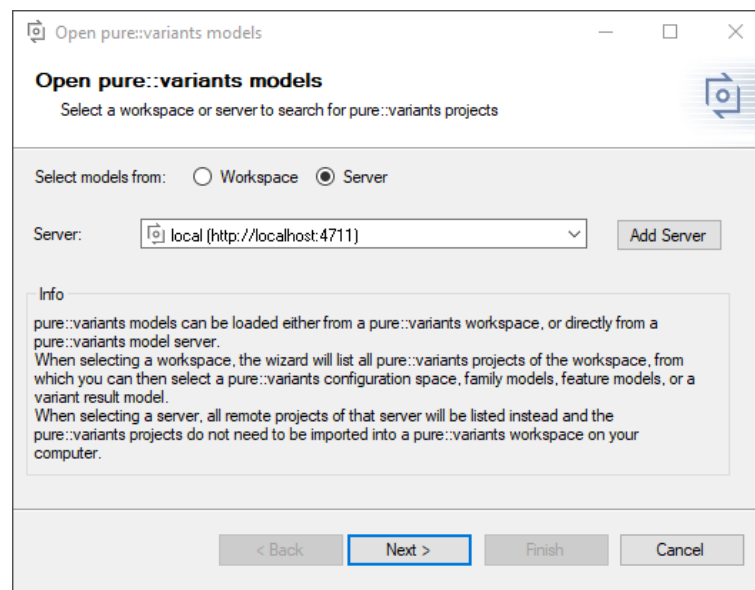 Open pure::variants models
Open pure::variants models
Select a workspace or server to search for pure::variants projects
Select models from: Workspace Server
Server: local (http://localhost:4711) Add Server
Info
pure::variants models can be loaded either from a pure::variants workspace, or directly from a
pure::variants model server.
When selecting a workspace, the wizard will list all pure::variants projects of the workspace, from
which you can then select a pure::variants configuration space, family models, feature models, or a
variant result model.
When selecting a server, all remote projects of that server will be listed instead and the
pure::variants projects do not need to be imported into a pure::variants workspace on your
computer.
< Back Next > Finish Cancel